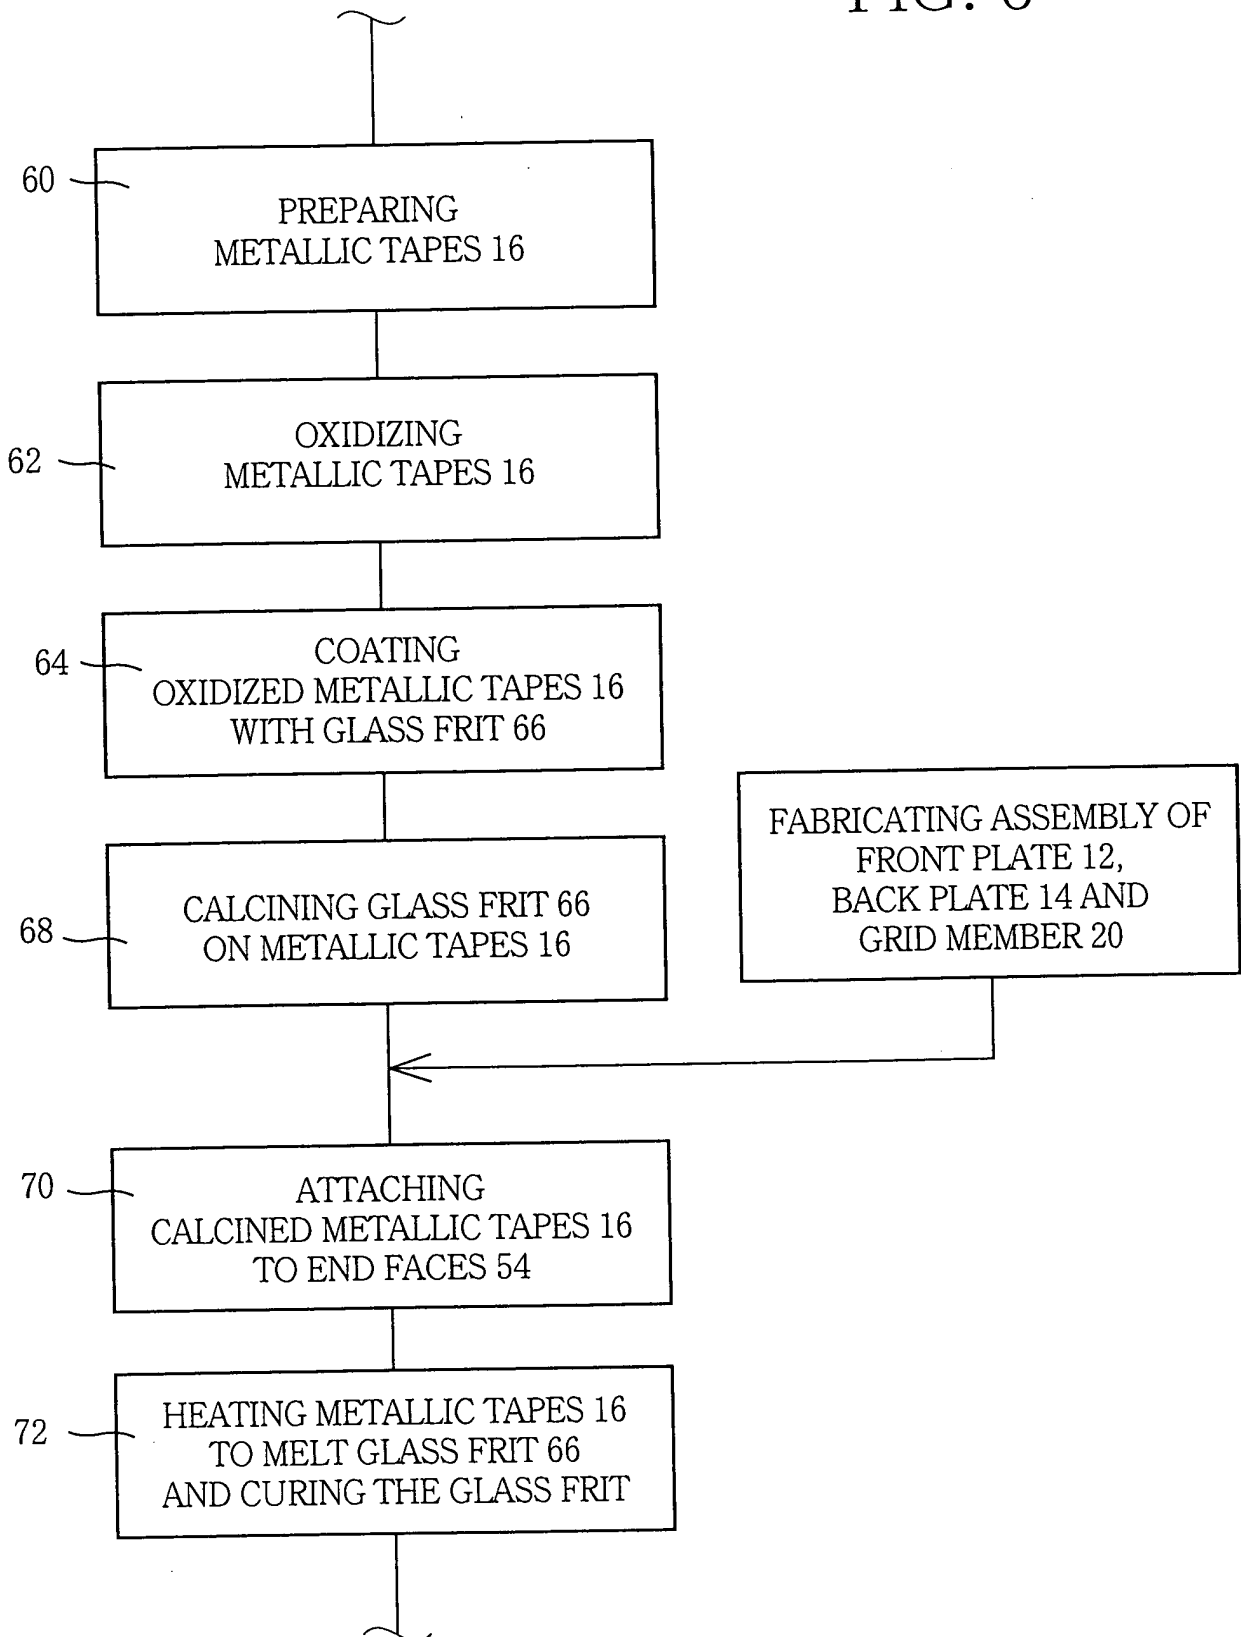 FIG. 6
60
PREPARING
METALLIC TAPES 16
62
OXIDIZING
METALLIC TAPES 16
64
COATING
OXIDIZED METALLIC TAPES 16
WITH GLASS FRIT 66
68
CALCINING GLASS FRIT 66
ON METALLIC TAPES 16
FABRICATING ASSEMBLY OF
FRONT PLATE 12,
BACK PLATE 14 AND
GRID MEMBER 20
70
ATTACHING
CALCINED METALLIC TAPES 16
TO END FACES 54
72
HEATING METALLIC TAPES 16
TO MELT GLASS FRIT 66
AND CURING THE GLASS FRIT